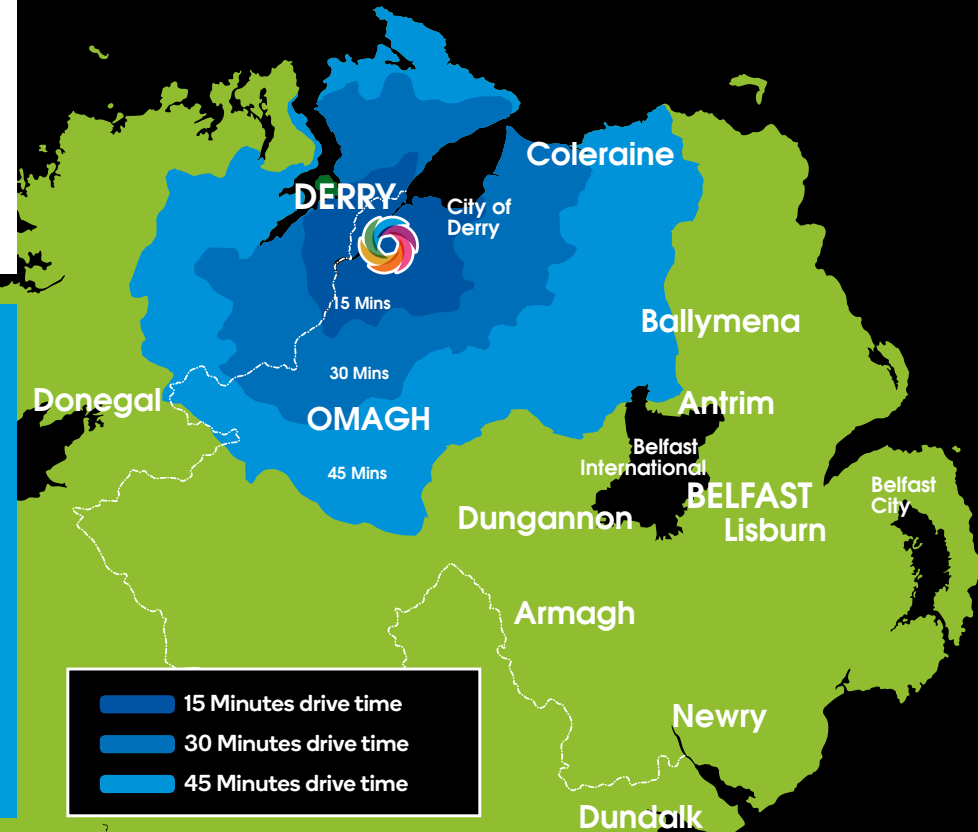 Coleraine
DERRY
City of
Derry
15 Mins
Ballymena
30 Mins
Donegal
Antrim
OMAGH
Belfast
International
45 Mins
BELFAST
Belfast
City
Dungannon
Lisburn
Armagh
15 Minutes drive time
30 Minutes drive time
45 Minutes drive time
Newry
Dundalk